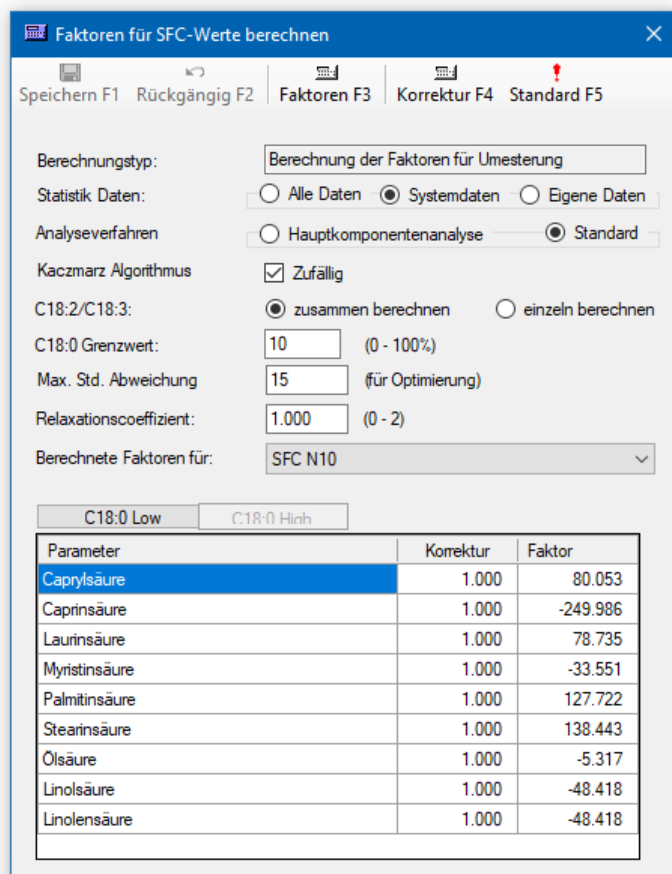 Faktoren für SFC-Werte berechnen
Speichern F1 Rückgängig F2 Faktoren F3 Korrektur F4 Standard F5
Berechnungstyp: Berechnung der Faktoren für Umesterung
Statistik Daten: Alle Daten Systemdaten Eigene Daten
Analyseverfahren Hauptkomponentenanalyse Standard
Kaczmarz Algorithmus Zufällig
C18:2/C18:3: zusammen berechnen einzeln berechnen
C18:0 Grenzwert: 10 (0 - 100%)
Max. Std. Abweichung 15 (für Optimierung)
Relaxationscoeffizient: 1.000 (0 - 2)
Berechnete Faktoren für: SFC N10
C18:0 Low C18:0 High
Parameter Korrektur Faktor
Caprylsäure 1.000 80.053
Caprinsäure 1.000 -249.986
Laurinsäure 1.000 78.735
Myristinsäure 1.000 -33.551
Palmitinsäure 1.000 127.722
Stearinsäure 1.000 138.443
Ölsäure 1.000 -5.317
Linolsäure 1.000 -48.418
Linolensäure 1.000 -48.418